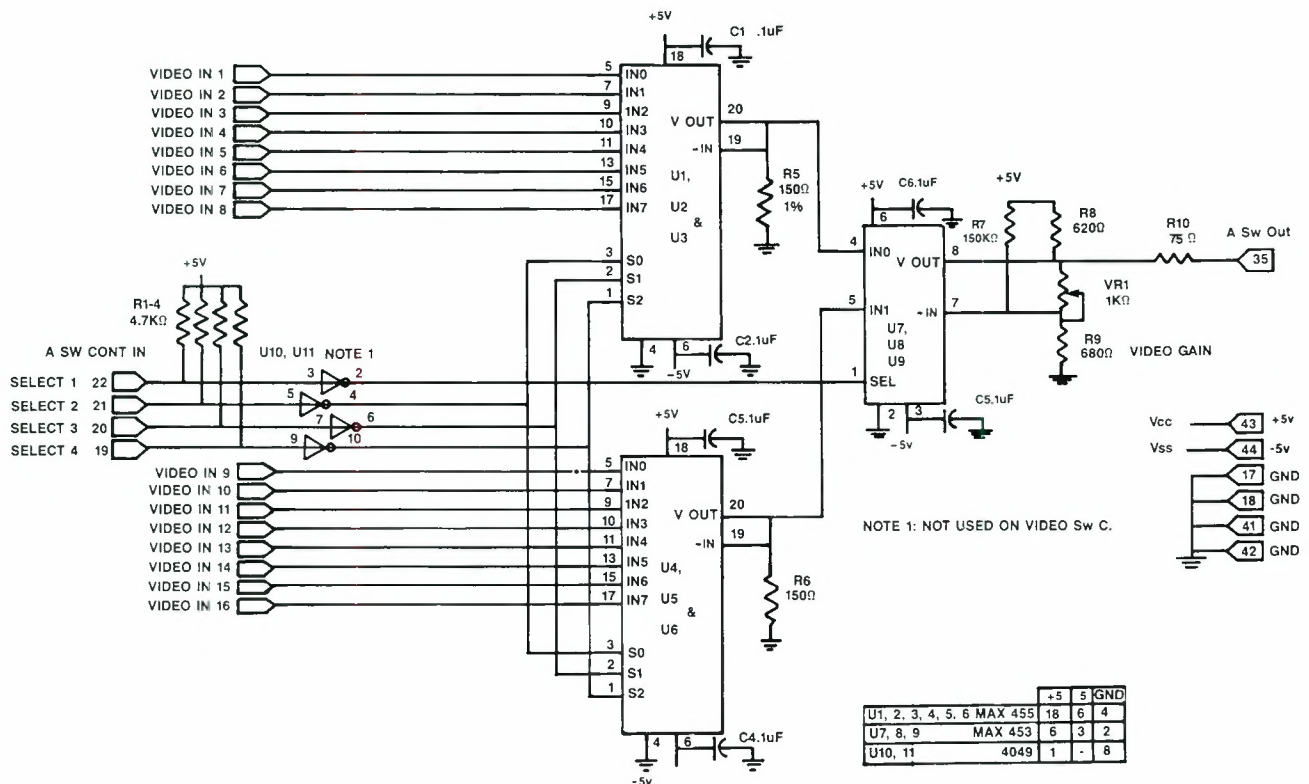 +5V
C1 .1uF
18
VIDEO IN 1
VIDEO IN 2
VIDEO IN 3
VIDEO IN 4
VIDEO IN 5
VIDEO IN 6
VIDEO IN 7
VIDEO IN 8
5 IN0
7 IN1
9 1N2
10 IN3
11 IN4
13 IN5
15 IN6
17 IN7
V OUT 20
-IN 19
U1,
U2
&
U3
3 S0
2 S1
1 S2
4 6
-5V
C2.1uF
R5
150Ω
1%
+5V
R1-4
4.7KΩ
A SW CONT IN
U10, U11 NOTE 1
SELECT 1 22
SELECT 2 21
SELECT 3 20
SELECT 4 19
3 2
5 4
7 6
9 10
+5V
C6.1uF
6
4 IN0
5 IN1
V OUT 8
-IN 7
U7,
U8
U9
1 SEL
2 3
-5v
C5.1uF
+5V
R7
150KΩ
R8
620Ω
R10
75 Ω
A Sw Out
35
VR1
1KΩ
R9
680Ω
VIDEO GAIN
+5V
C5.1uF
18
VIDEO IN 9
VIDEO IN 10
VIDEO IN 11
VIDEO IN 12
VIDEO IN 13
VIDEO IN 14
VIDEO IN 15
VIDEO IN 16
5 IN0
7 IN1
9 1N2
10 IN3
11 IN4
13 IN5
15 IN6
17 IN7
V OUT 20
-IN 19
U4,
U5
&
U6
3 S0
2 S1
1 S2
4 6
-5v
C4.1uF
R6
150Ω
Vcc 43 +5v
Vss 44 -5v
17 GND
18 GND
41 GND
42 GND
NOTE 1: NOT USED ON VIDEO Sw C.
+5 5 GND
U1, 2, 3, 4, 5, 6 MAX 455 18 6 4
U7, 8, 9 MAX 453 6 3 2
U10, 11 4049 1 - 8